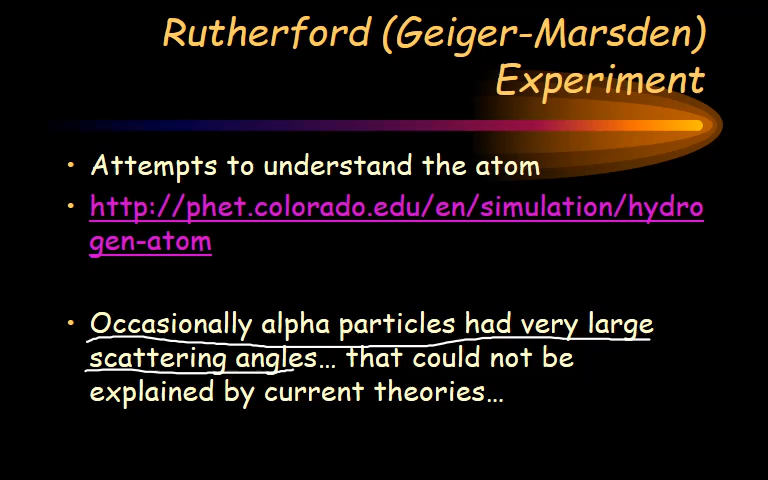 Rutherford (Geiger-Marsden)
Experiment
• Attempts to understand the atom
• http://phet.colorado.edu/en/simulation/hydro
gen-atom
• Occasionally alpha particles had very large
scattering angles… that could not be
explained by current theories…